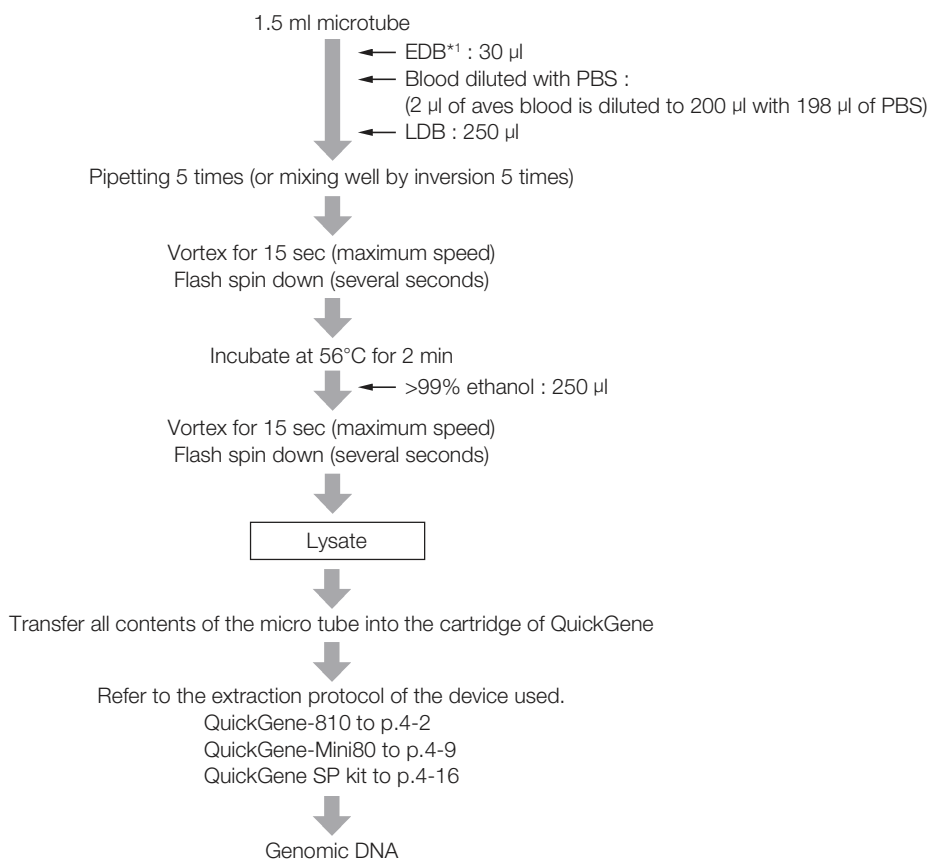 1.5 ml microtube
EDB*1 : 30 μl
Blood diluted with PBS :
(2 μl of aves blood is diluted to 200 μl with 198 μl of PBS)
LDB : 250 μl
Pipetting 5 times (or mixing well by inversion 5 times)
Vortex for 15 sec (maximum speed)
Flash spin down (several seconds)
Incubate at 56°C for 2 min
>99% ethanol : 250 μl
Vortex for 15 sec (maximum speed)
Flash spin down (several seconds)
Lysate
Transfer all contents of the micro tube into the cartridge of QuickGene
Refer to the extraction protocol of the device used.
QuickGene-810 to p.4-2
QuickGene-Mini80 to p.4-9
QuickGene SP kit to p.4-16
Genomic DNA